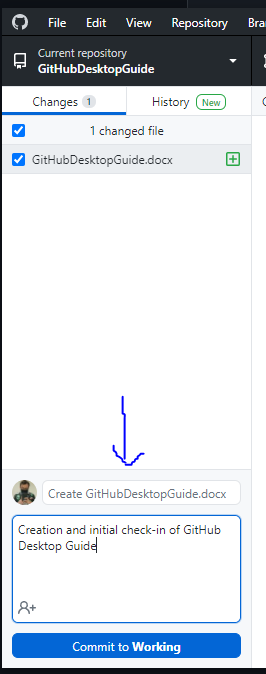 File Edit View Repository Bra
Current repository
GitHubDesktopGuide
Changes 1 History New
1 changed file
GitHubDesktopGuide.docx
Create GitHubDesktopGuide.docx
Creation and initial check-in of GitHub
Desktop Guide
Commit to Working